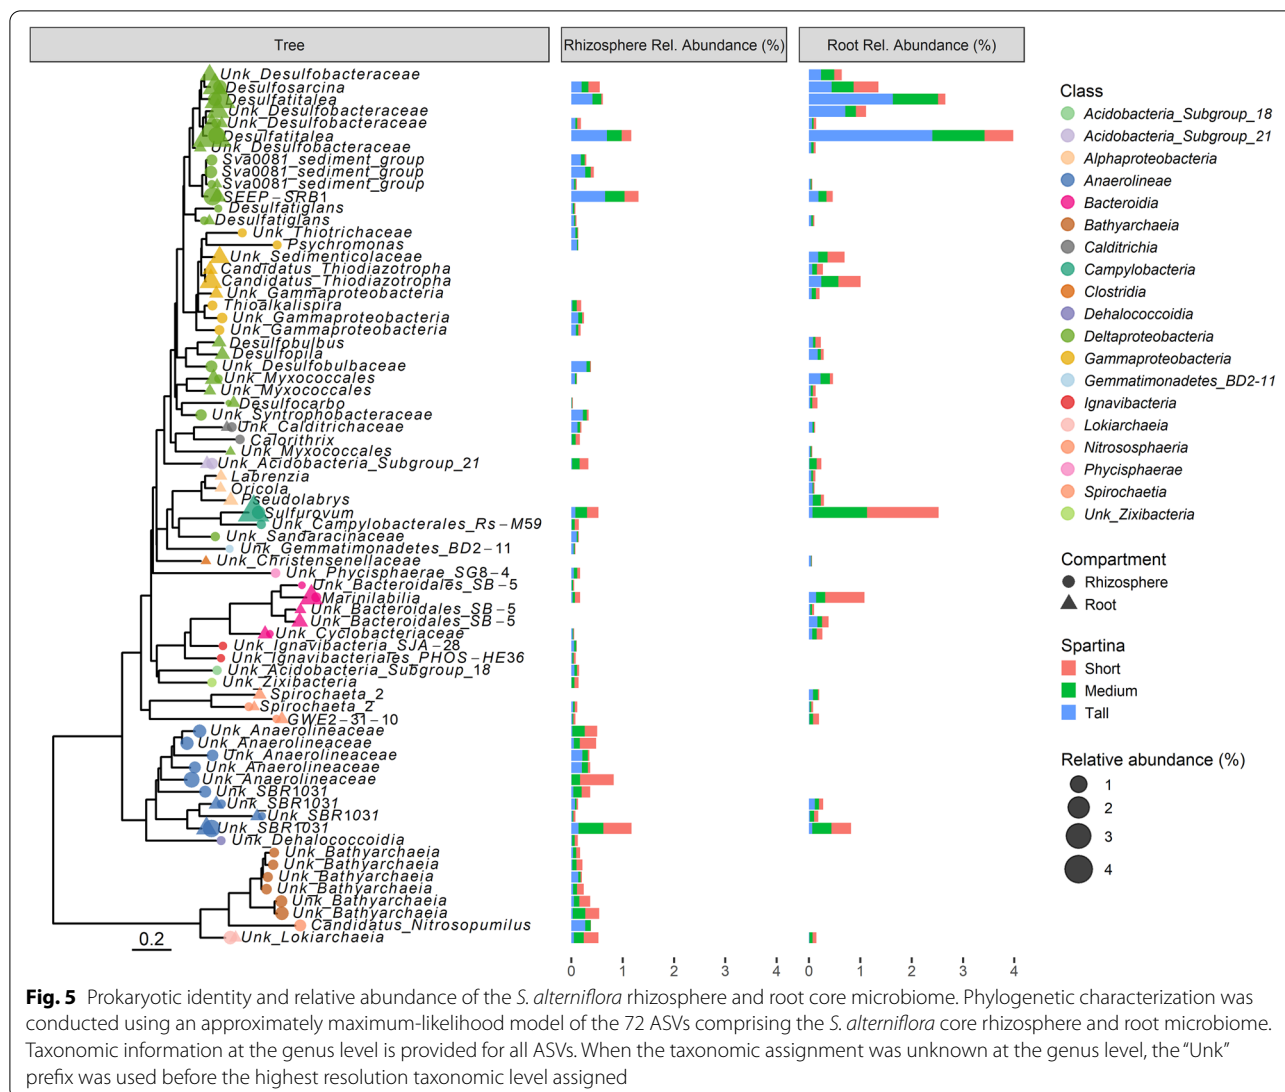 Tree
Rhizosphere Rel. Abundance (%)
Root Rel. Abundance (%)
Unk_Desulfobacteraceae
Desulfosarcina
Desulfatitalea
Unk_Desulfobacteraceae
Unk_Desulfobacteraceae
Desulfatitalea
Unk_Desulfobacteraceae
Sva0081_sediment_group
Sva0081_sediment_group
Sva0081_sediment_group
SEEP−SRB1
Desulfatiglans
Desulfatiglans
Unk_Thiotrichaceae
Psychromonas
Unk_Sedimenticolaceae
Candidatus_Thiodiazotropha
Candidatus_Thiodiazotropha
Unk_Gammaproteobacteria
Thioalkalispira
Unk_Gammaproteobacteria
Unk_Gammaproteobacteria
Desulfobulbus
Desulfopila
Unk_Desulfobulbaceae
Unk_Myxococcales
Unk_Myxococcales
Desulfocarbo
Unk_Syntrophobacteraceae
Unk_Calditrichaceae
Calorithrix
Unk_Myxococcales
Unk_Acidobacteria_Subgroup_21
Labrenzia
Oricola
Pseudolabrys
Sulfurovum
Unk_Campylobacterales_Rs−M59
Unk_Sandaracinaceae
Unk_Gemmatimonadetes_BD2−11
Unk_Christensenellaceae
Unk_Phycisphaerae_SG8−4
Unk_Bacteroidales_SB−5
Marinilabilia
Unk_Bacteroidales_SB−5
Unk_Bacteroidales_SB−5
Unk_Cyclobacteriaceae
Unk_Ignavibacteria_SJA−28
Unk_Ignavibacteriales_PHOS−HE36
Unk_Acidobacteria_Subgroup_18
Unk_Zixibacteria
Spirochaeta_2
Spirochaeta_2
GWE2−31−10
Unk_Anaerolineaceae
Unk_Anaerolineaceae
Unk_Anaerolineaceae
Unk_Anaerolineaceae
Unk_Anaerolineaceae
Unk_SBR1031
Unk_SBR1031
Unk_SBR1031
Unk_SBR1031
Unk_Dehalococcoidia
Unk_Bathyarchaeia
Unk_Bathyarchaeia
Unk_Bathyarchaeia
Unk_Bathyarchaeia
Unk_Bathyarchaeia
Unk_Bathyarchaeia
Candidatus_Nitrosopumilus
Unk_Lokiarchaeia
0.2
0 1 2 3 4
0 1 2 3 4
Class
Acidobacteria_Subgroup_18
Acidobacteria_Subgroup_21
Alphaproteobacteria
Anaerolineae
Bacteroidia
Bathyarchaeia
Calditrichia
Campylobacteria
Clostridia
Dehalococcoidia
Deltaproteobacteria
Gammaproteobacteria
Gemmatimonadetes_BD2-11
Ignavibacteria
Lokiarchaeia
Nitrososphaeria
Phycisphaerae
Spirochaetia
Unk_Zixibacteria
Compartment
Rhizosphere
Root
Spartina
Short
Medium
Tall
Relative abundance (%)
1
2
3
4
Fig. 5 Prokaryotic identity and relative abundance of the S. alterniflora rhizosphere and root core microbiome. Phylogenetic characterization was
conducted using an approximately maximum-likelihood model of the 72 ASVs comprising the S. alterniflora core rhizosphere and root microbiome.
Taxonomic information at the genus level is provided for all ASVs. When the taxonomic assignment was unknown at the genus level, the “Unk”
prefix was used before the highest resolution taxonomic level assigned